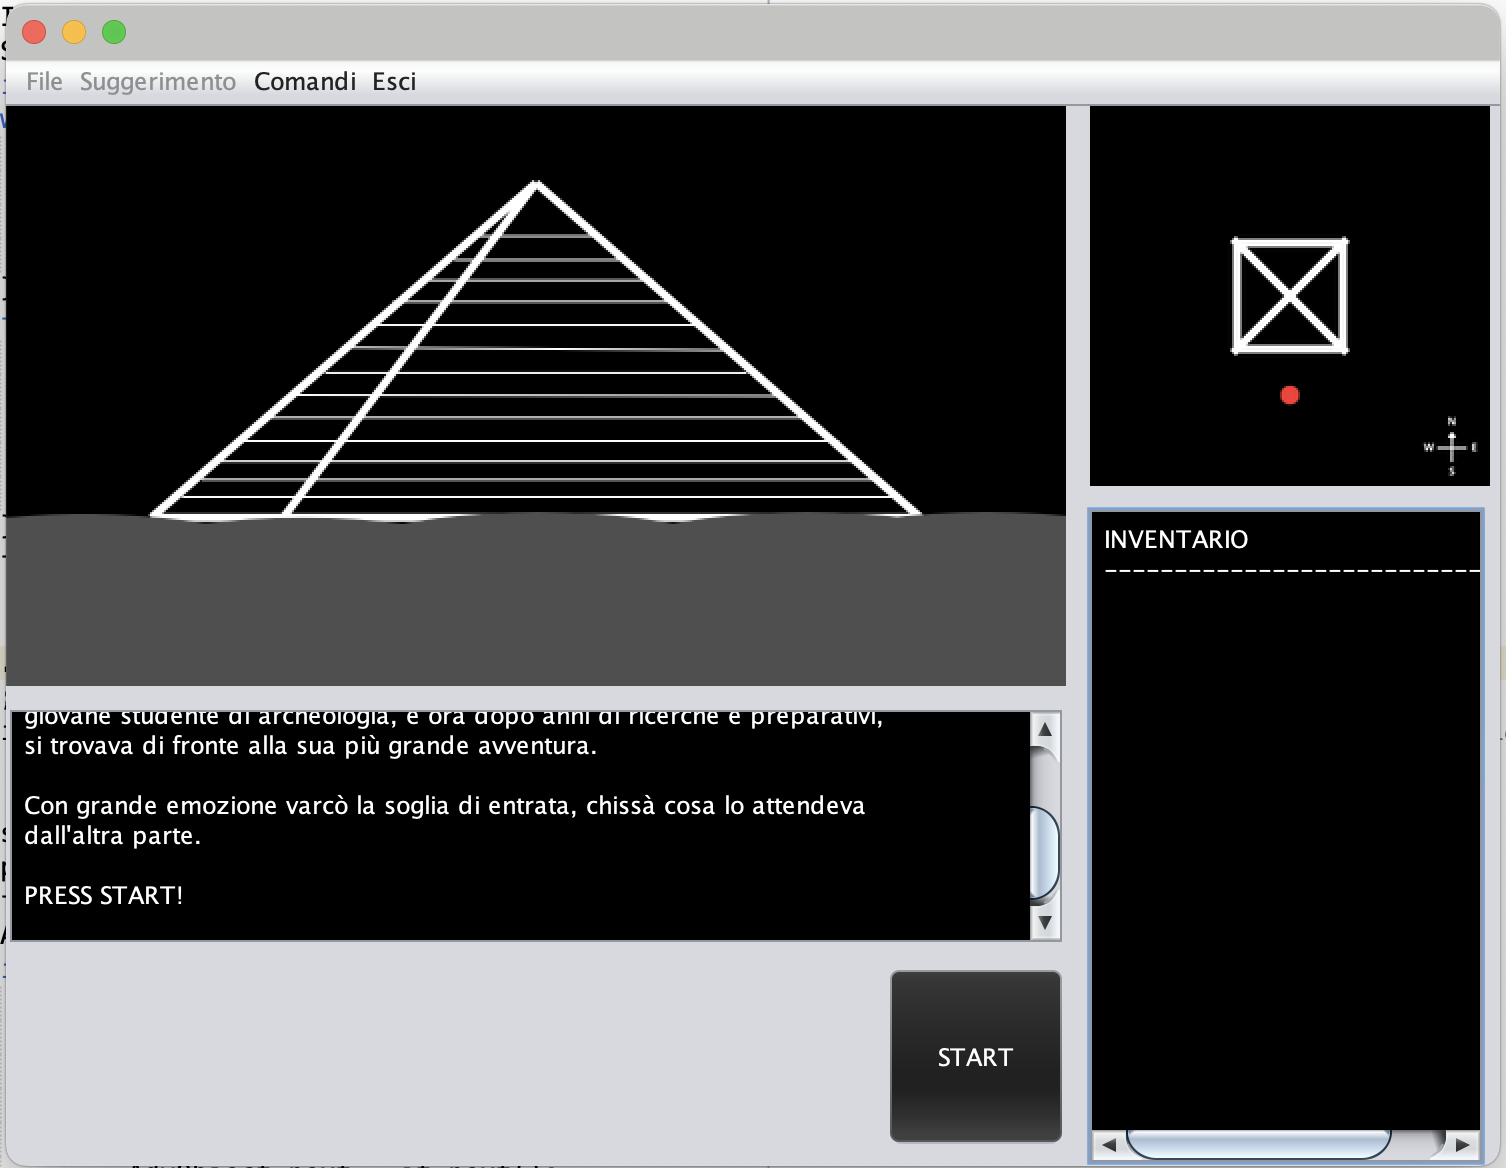 File Suggerimento Comandi Esci
N
W E
S
INVENTARIO
---------------------------
giovane studente di archeologia, e ora dopo anni di ricerche e preparativi,
si trovava di fronte alla sua più grande avventura.
Con grande emozione varcò la soglia di entrata, chissà cosa lo attendeva
dall'altra parte.
PRESS START!
START